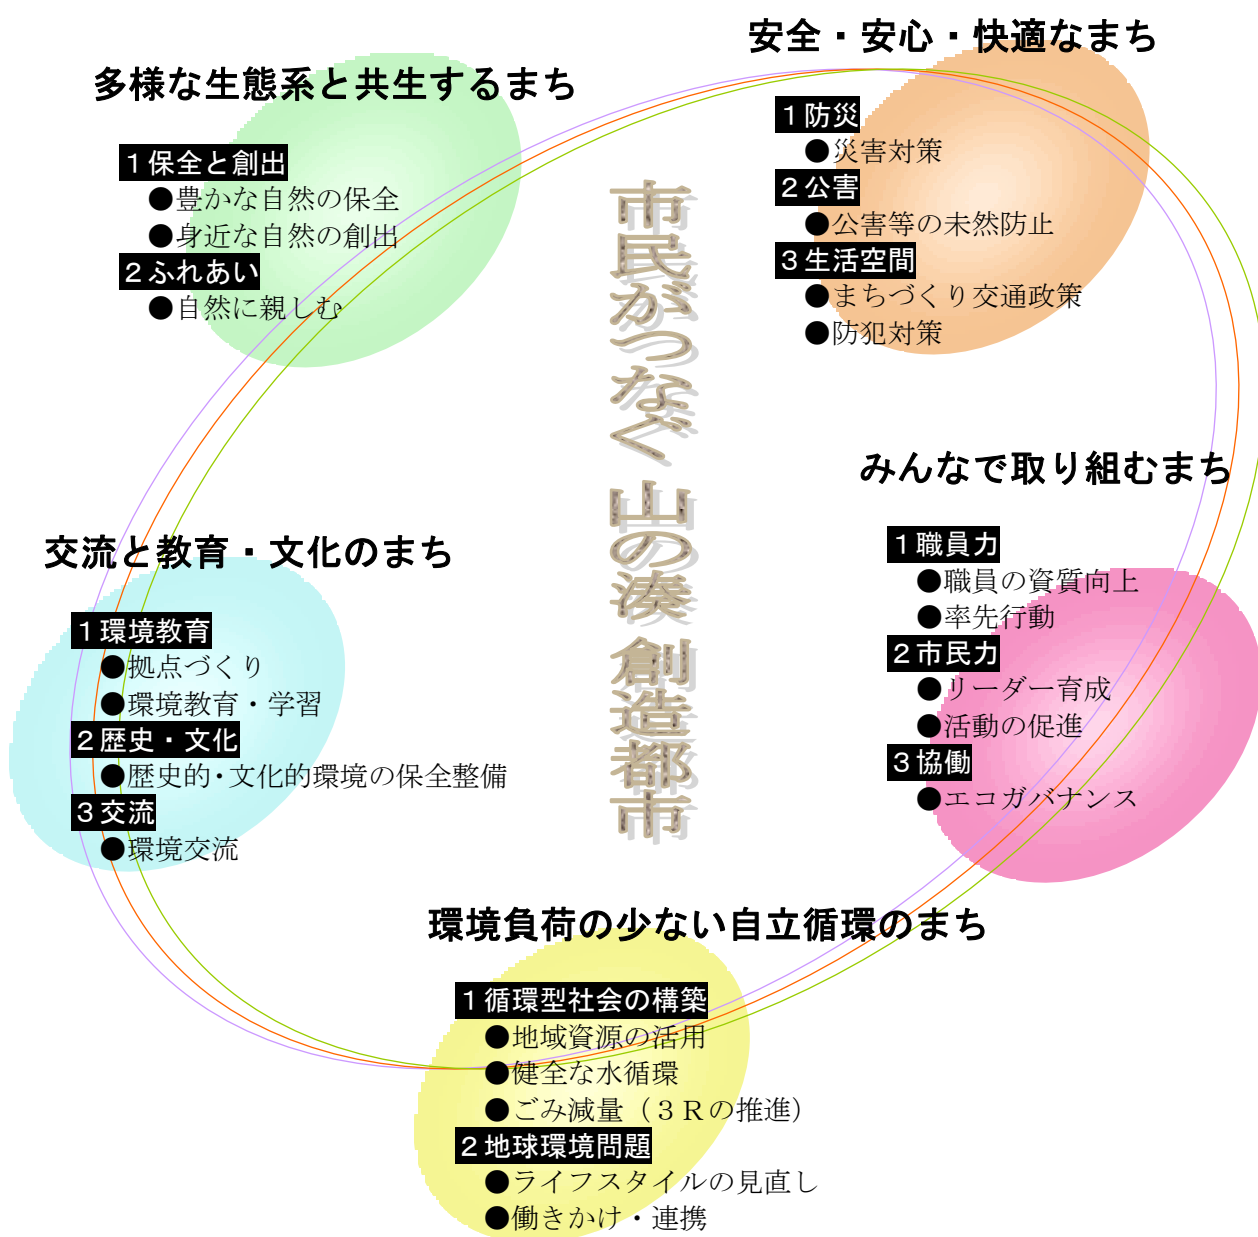 安全・安心・快適なまち
1防災
●災害対策
2公害
●公害等の未然防止
3生活空間
●まちづくり交通政策
●防犯対策
多様な生態系と共生するまち
1保全と創出
●豊かな自然の保全
●身近な自然の創出
2ふれあい
●自然に親しむ
市民がつなぐ 山の湊 創造都市
みんなで取り組むまち
1職員力
●職員の資質向上
●率先行動
2市民力
●リーダー育成
●活動の促進
3協働
●エコガバナンス
交流と教育・文化のまち
1環境教育
●拠点づくり
●環境教育・学習
2歴史・文化
●歴史的・文化的環境の保全整備
3交流
●環境交流
環境負荷の少ない自立循環のまち
1循環型社会の構築
●地域資源の活用
●健全な水循環
●ごみ減量（3Rの推進）
2地球環境問題
●ライフスタイルの見直し
●働きかけ・連携